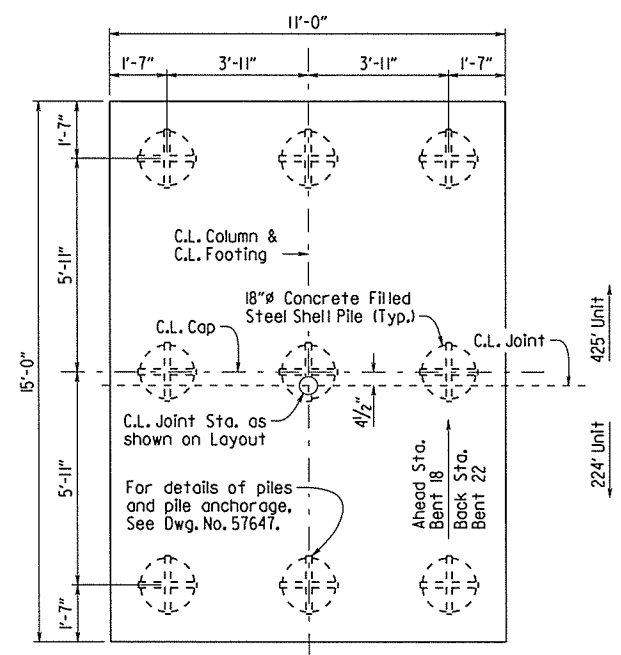 11'-0"
1'-7" 3'-11" 3'-11" 1'-7"
1'-7"
5'-11"
15'-0"
5'-11"
1'-7"
C.L. Column &
C.L. Footing
18"ø Concrete Filled
Steel Shell Pile (Typ.)
C.L. Cap
C.L. Joint
4½"
C.L. Joint Sta. as
shown on Layout
For details of piles
and pile anchorage,
See Dwg. No. 57647.
Ahead Sta.
Bent 18
Back Sta.
Bent 22
425' Unit
224' Unit